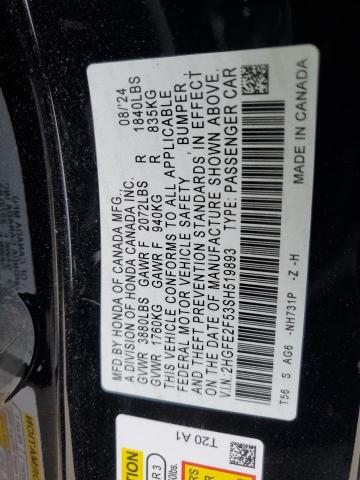 MFD BY HONDA OF CANADA MFG. 08/24
A DIVISION OF HONDA CANADA INC.
GVWR 3880LBS GAWR F 2072LBS R 1840LBS
GVWR 1760KG GAWR F 940KG R 835KG
THIS VEHICLE CONFORMS TO ALL APPLICABLE
FEDERAL MOTOR VEHICLE SAFETY , BUMPER ,
AND THEFT PREVENTION STANDARDS IN EFFECT
ON THE DATE OF MANUFACTURE SHOWN ABOVE.
V.I.N.:2HGFE2F53SH519893 TYPE: PASSENGER CAR
T56 S AG6 -NH731P -Z -H MADE IN CANADA
T20 A1